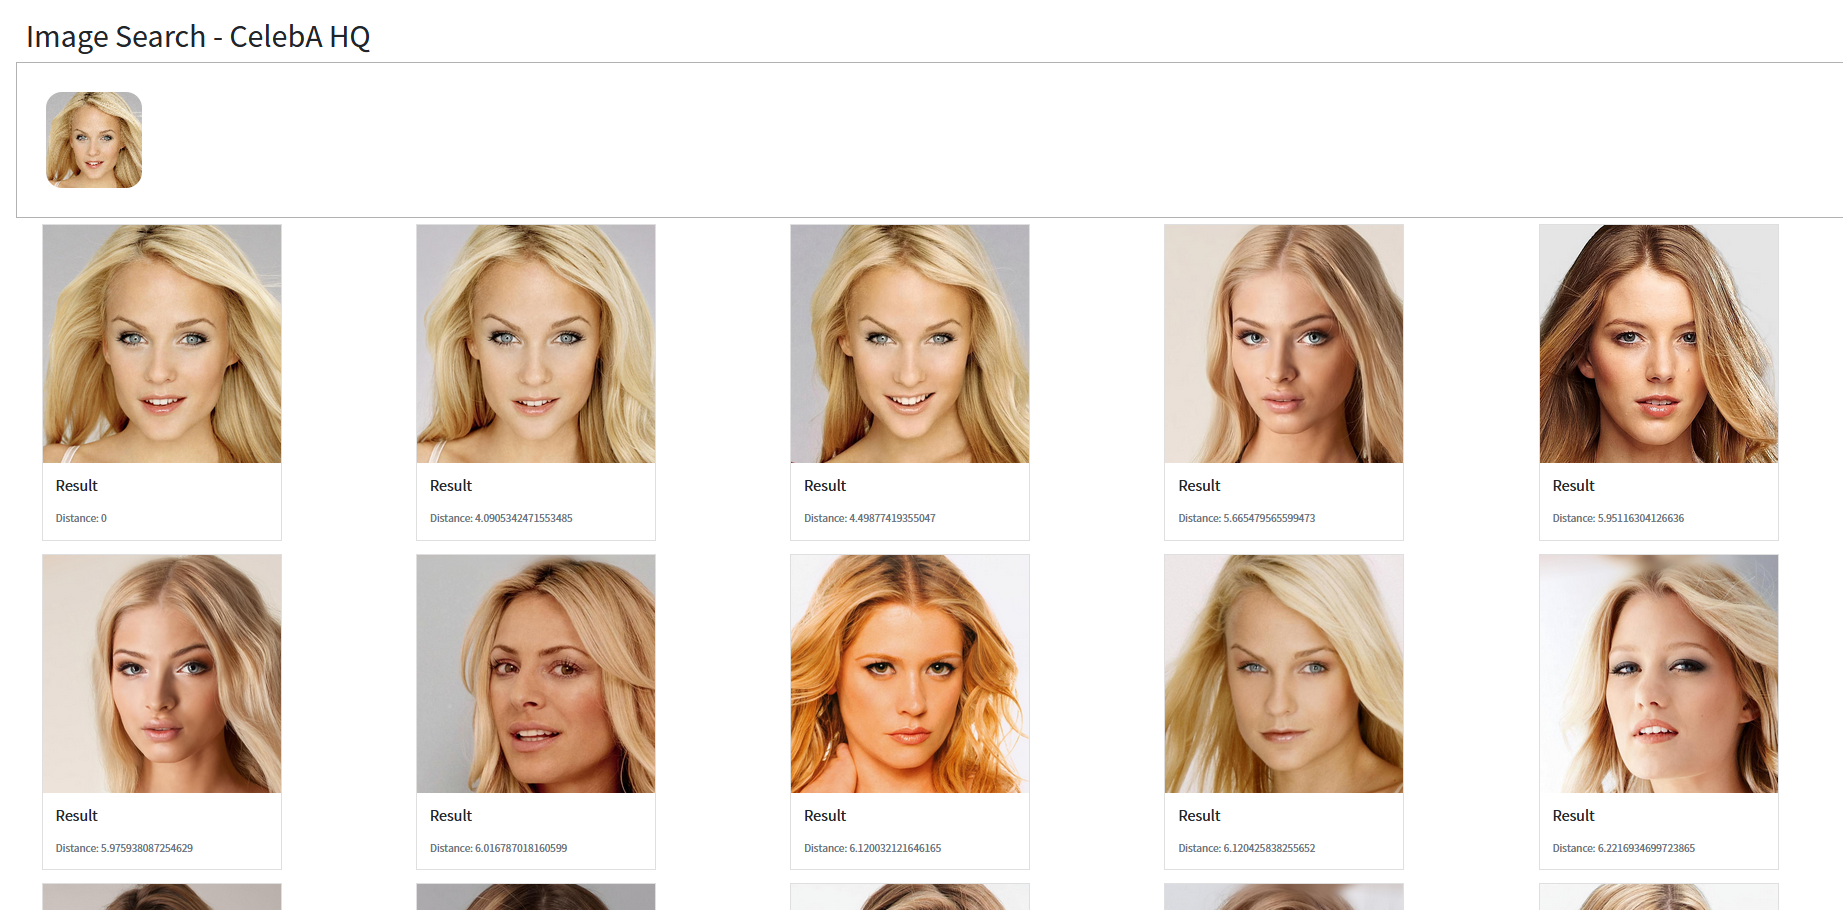 Image Search - CelebA HQ
Result
Distance: 0
Result
Distance: 4.0905342471553485
Result
Distance: 4.49877419355047
Result
Distance: 5.665479565599473
Result
Distance: 5.95116304126636
Result
Distance: 5.975938087254629
Result
Distance: 6.016787018160599
Result
Distance: 6.120032121646165
Result
Distance: 6.120425838255652
Result
Distance: 6.2216934699723865